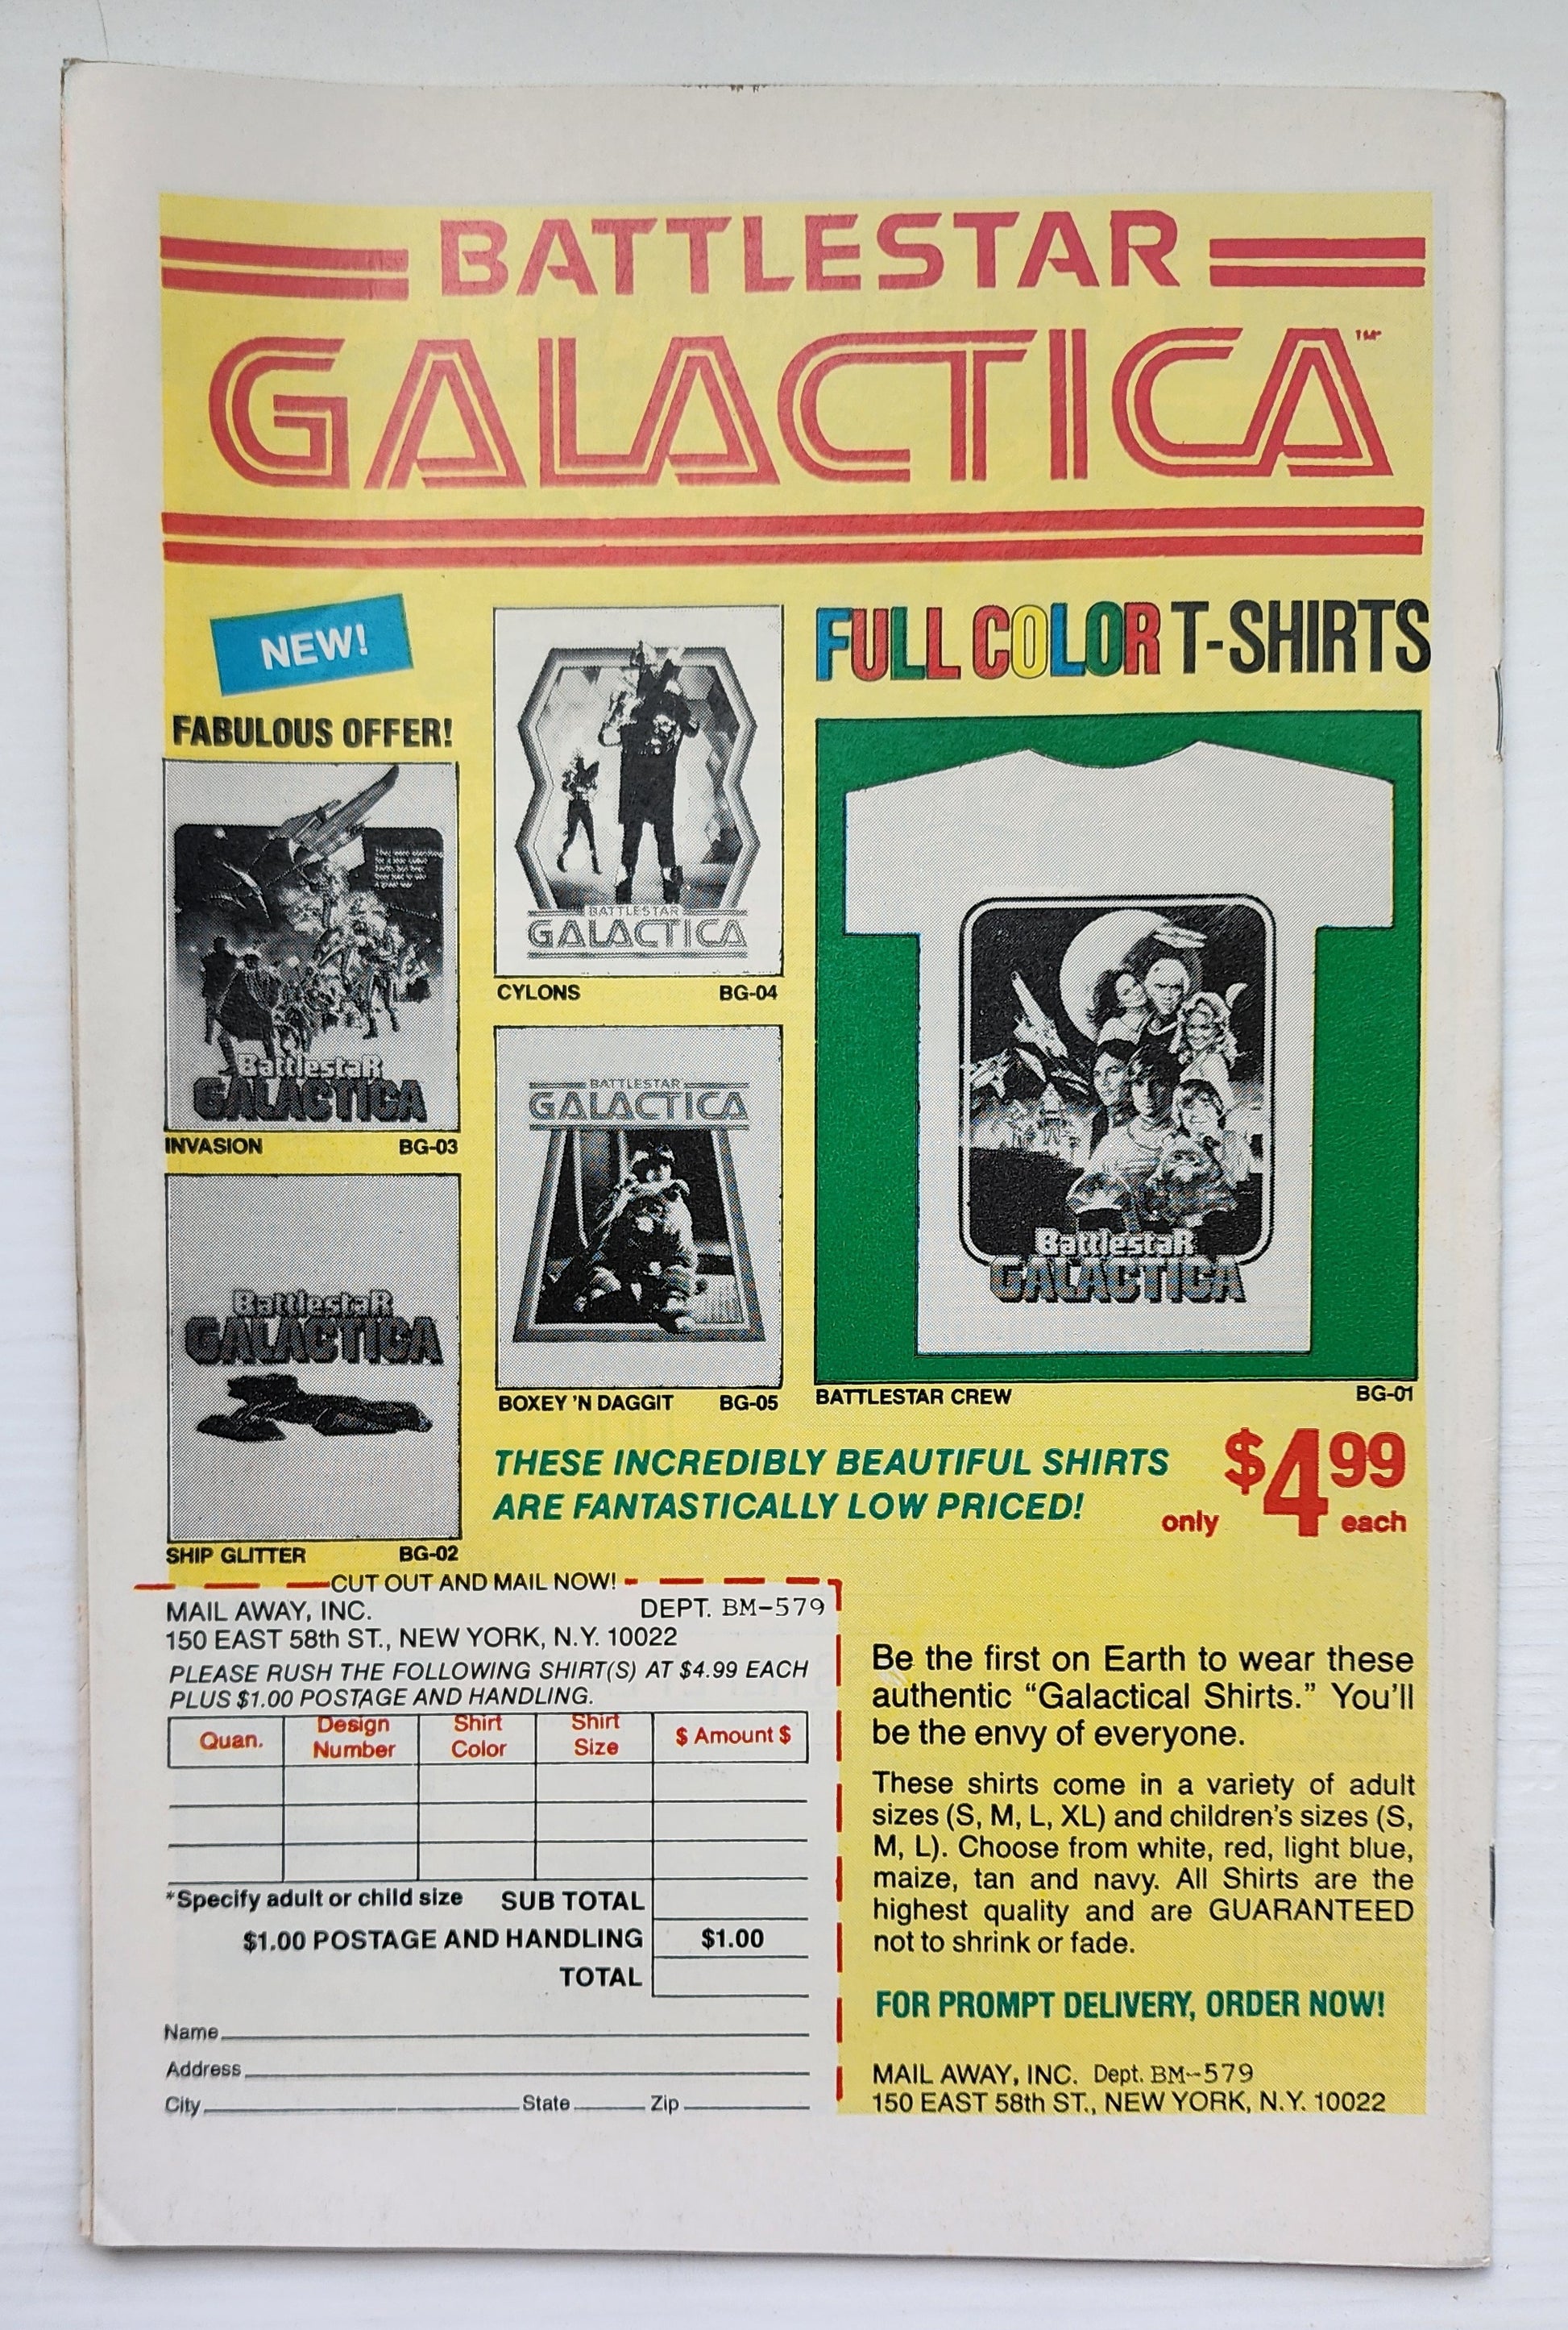 BATTLESTAR
GALACTICA™
NEW!
FABULOUS OFFER!
BattlestaR
GALACTICA
INVASION BG-03
BattlestaR
GALACTICA
SHIP GLITTER BG-02
BATTLESTAR
GALACTICA
CYLONS BG-04
BATTLESTAR
GALACTICA
BOXEY 'N DAGGIT BG-05
FULL COLOR T-SHIRTS
BattlestaR
GALACTICA
BATTLESTAR CREW BG-01
THESE INCREDIBLY BEAUTIFUL SHIRTS
ARE FANTASTICALLY LOW PRICED!
only $4.99 each
CUT OUT AND MAIL NOW!
MAIL AWAY, INC. DEPT. BM-579
150 EAST 58th ST., NEW YORK, N.Y. 10022
PLEASE RUSH THE FOLLOWING SHIRT(S) AT $4.99 EACH
PLUS $1.00 POSTAGE AND HANDLING.
Quan. Design Number Shirt Color Shirt Size $ Amount $
*Specify adult or child size SUB TOTAL
$1.00 POSTAGE AND HANDLING $1.00
TOTAL
Name
Address
City State Zip
Be the first on Earth to wear these
authentic “Galactical Shirts.” You'll
be the envy of everyone.
These shirts come in a variety of adult
sizes (S, M, L, XL) and children's sizes (S,
M, L). Choose from white, red, light blue,
maize, tan and navy. All Shirts are the
highest quality and are GUARANTEED
not to shrink or fade.
FOR PROMPT DELIVERY, ORDER NOW!
MAIL AWAY, INC. Dept. BM-579
150 EAST 58th ST., NEW YORK, N.Y. 10022